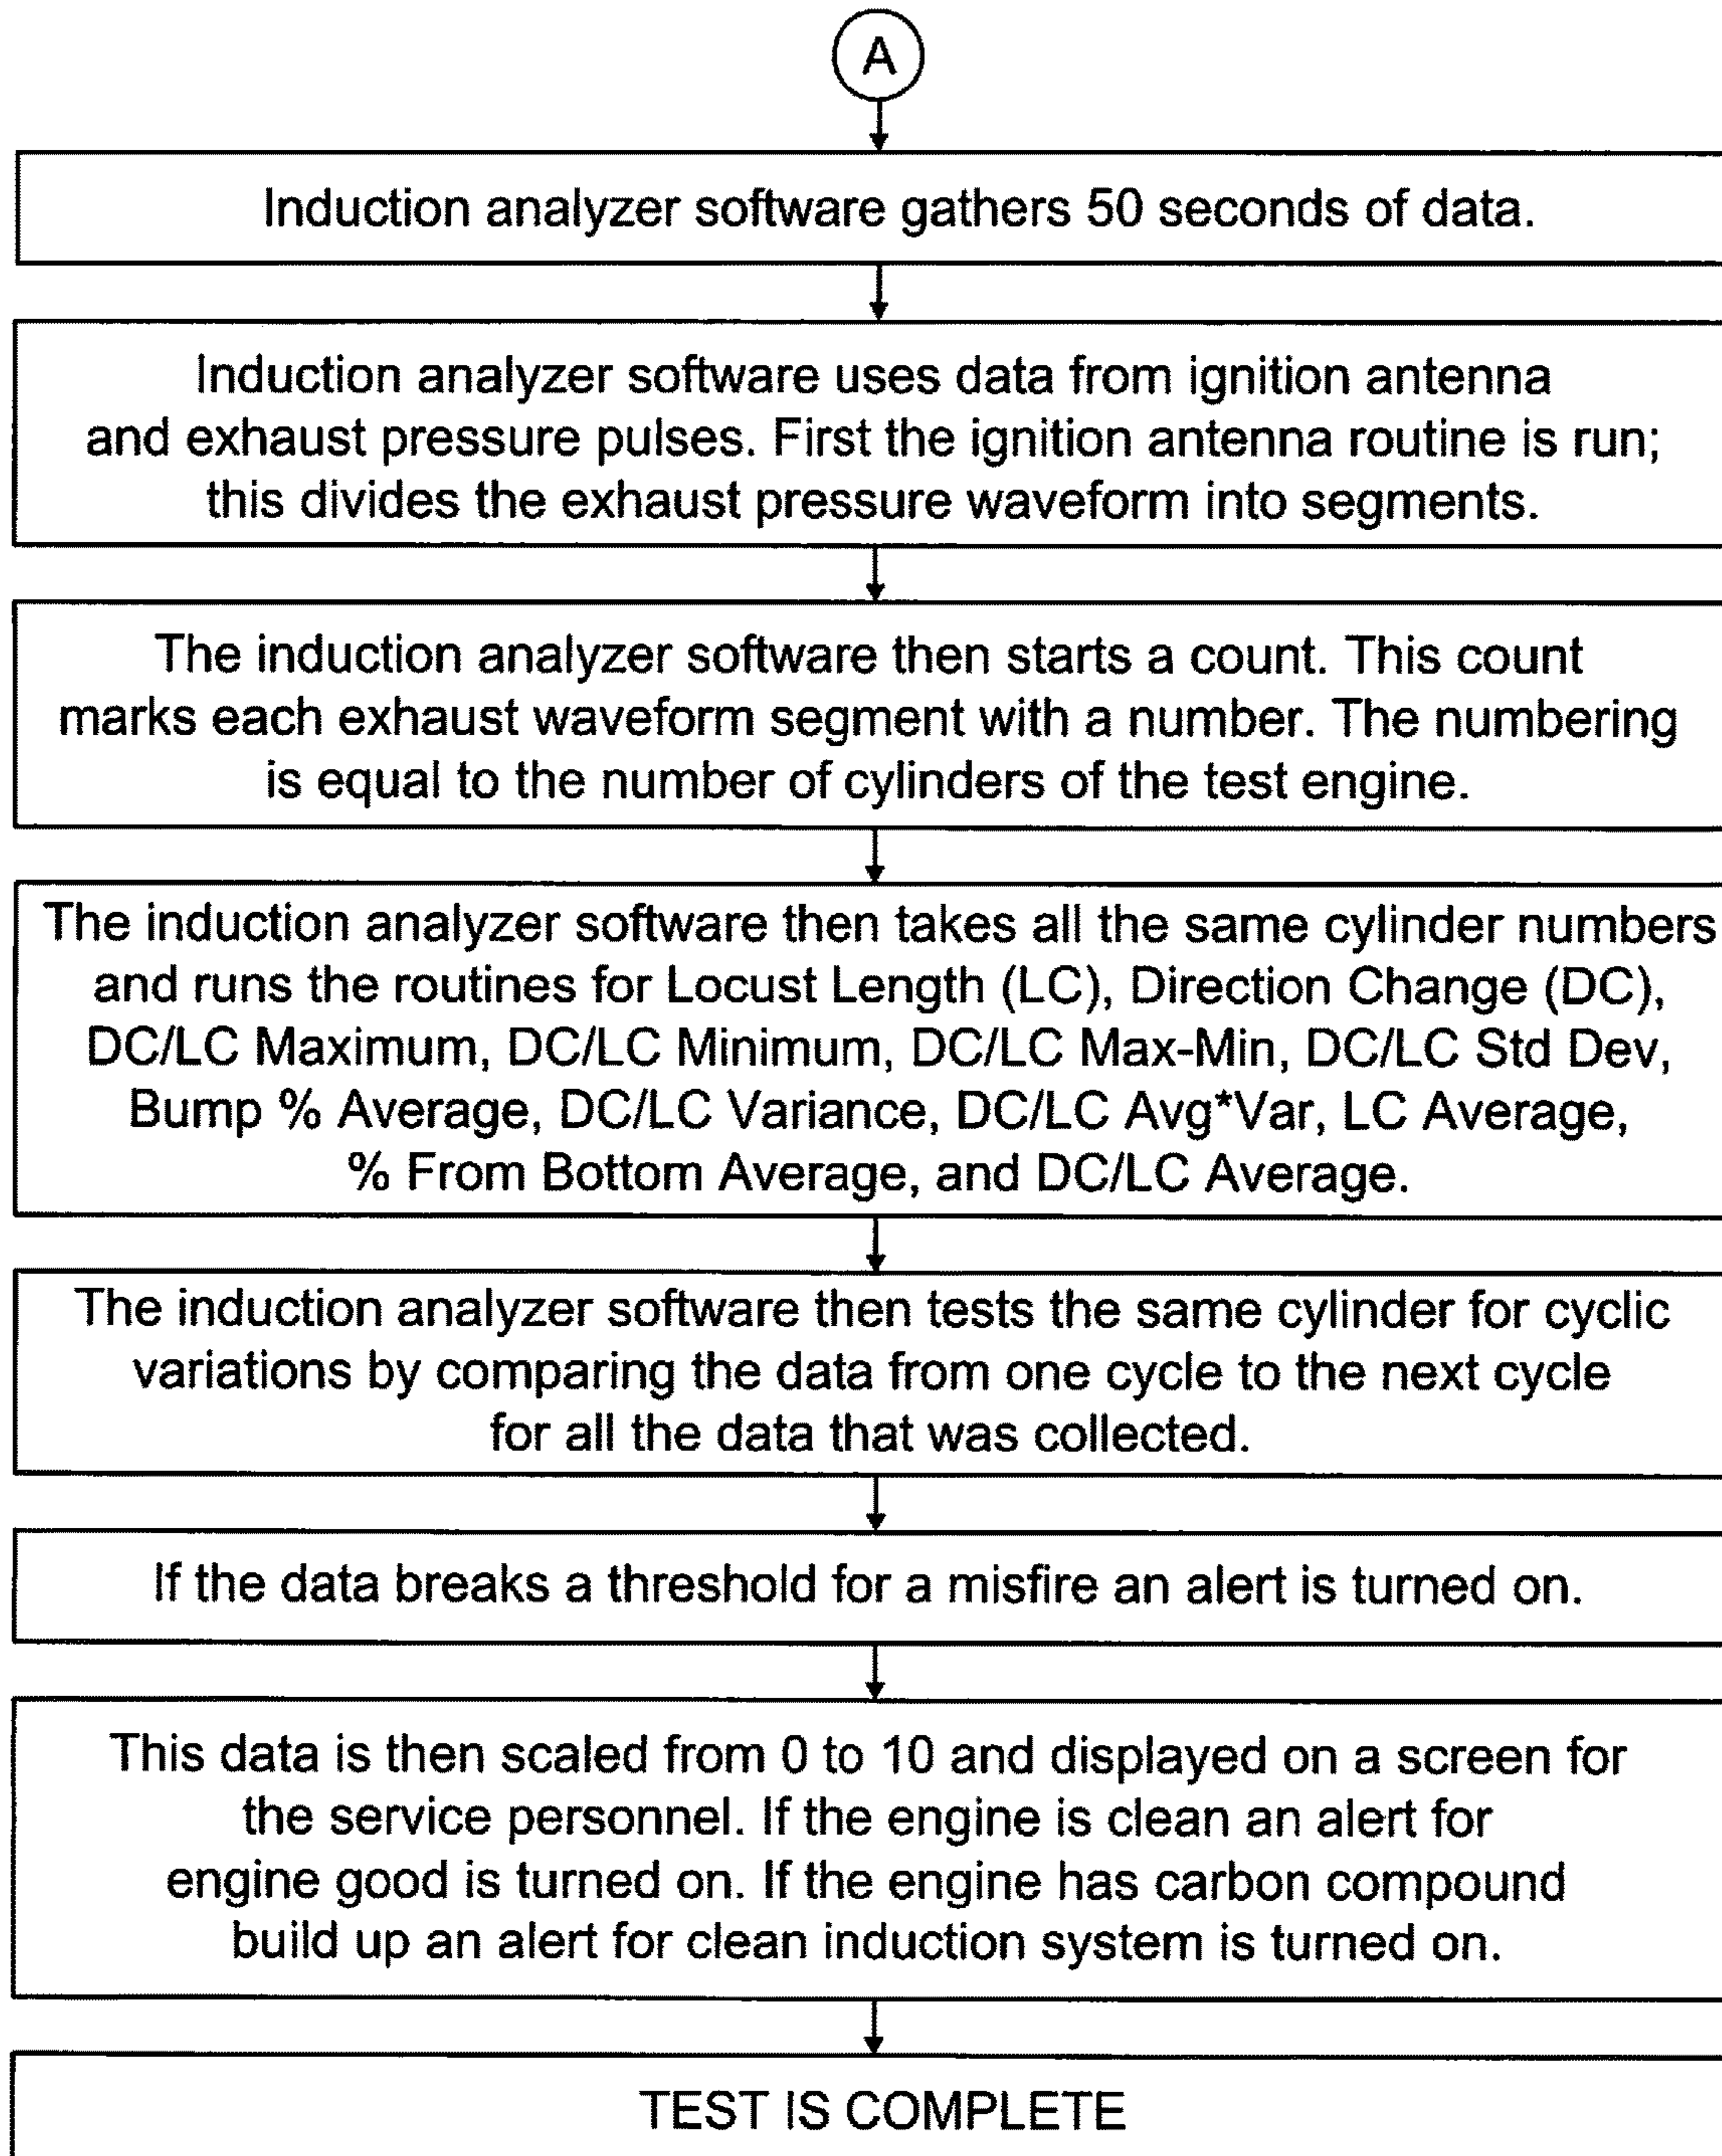 A
Induction analyzer software gathers 50 seconds of data.
Induction analyzer software uses data from ignition antenna
and exhaust pressure pulses. First the ignition antenna routine is run;
this divides the exhaust pressure waveform into segments.
The induction analyzer software then starts a count. This count
marks each exhaust waveform segment with a number. The numbering
is equal to the number of cylinders of the test engine.
The induction analyzer software then takes all the same cylinder numbers
and runs the routines for Locust Length (LC), Direction Change (DC),
DC/LC Maximum, DC/LC Minimum, DC/LC Max-Min, DC/LC Std Dev,
Bump % Average, DC/LC Variance, DC/LC Avg*Var, LC Average,
% From Bottom Average, and DC/LC Average.
The induction analyzer software then tests the same cylinder for cyclic
variations by comparing the data from one cycle to the next cycle
for all the data that was collected.
If the data breaks a threshold for a misfire an alert is turned on.
This data is then scaled from 0 to 10 and displayed on a screen for
the service personnel. If the engine is clean an alert for
engine good is turned on. If the engine has carbon compound
build up an alert for clean induction system is turned on.
TEST IS COMPLETE